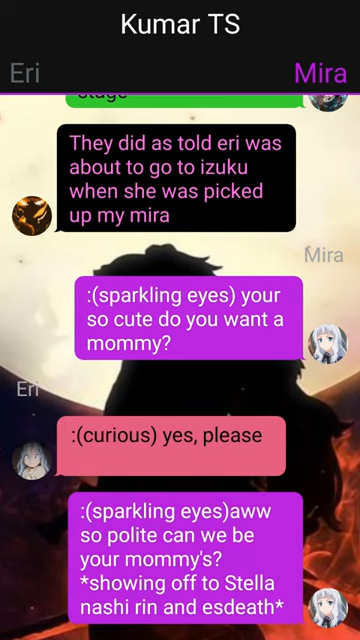 Kumar TS
Eri
Mira
stage
They did as told eri was
about to go to izuku
when she was picked
up my mira
Mira
:(sparkling eyes) your
so cute do you want a
mommy?
Eri
:(curious) yes, please
:(sparkling eyes)aww
so polite can we be
your mommy's?
*showing off to Stella
nashi rin and esdeath*